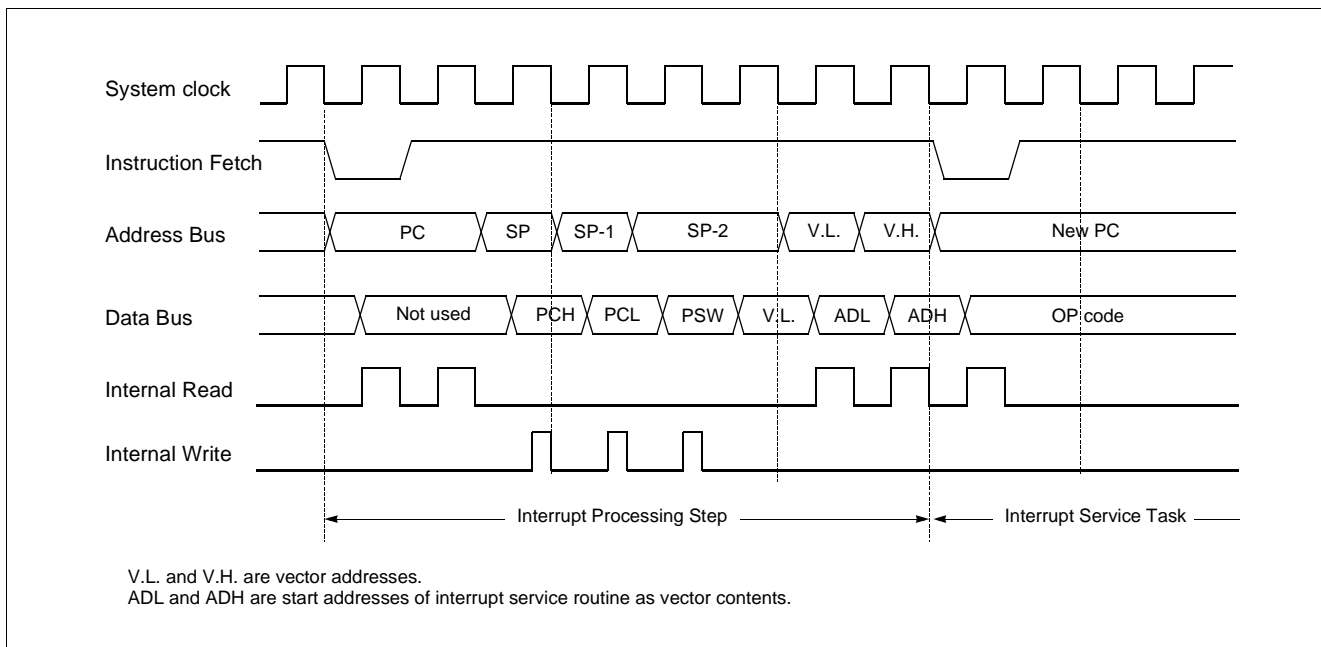 System clock
Instruction Fetch
Address Bus PC SP SP-1 SP-2 V.L. V.H. New PC
Data Bus Not used PCH PCL PSW V.L. ADL ADH OP code
Internal Read
Internal Write
Interrupt Processing Step Interrupt Service Task
V.L. and V.H. are vector addresses.
ADL and ADH are start addresses of interrupt service routine as vector contents.